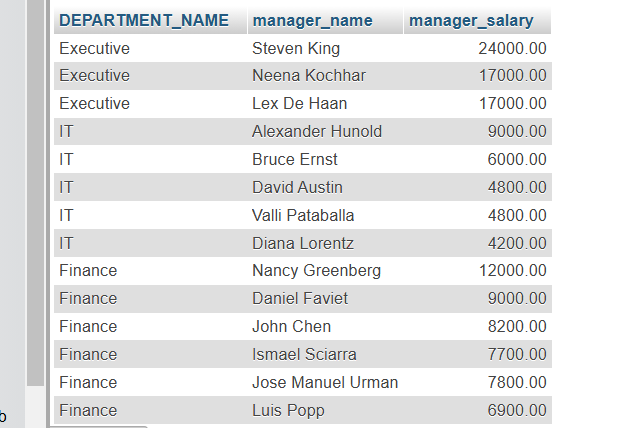 DEPARTMENT_NAME manager_name manager_salary
Executive Steven King 24000.00
Executive Neena Kochhar 17000.00
Executive Lex De Haan 17000.00
IT Alexander Hunold 9000.00
IT Bruce Ernst 6000.00
IT David Austin 4800.00
IT Valli Pataballa 4800.00
IT Diana Lorentz 4200.00
Finance Nancy Greenberg 12000.00
Finance Daniel Faviet 9000.00
Finance John Chen 8200.00
Finance Ismael Sciarra 7700.00
Finance Jose Manuel Urman 7800.00
Finance Luis Popp 6900.00